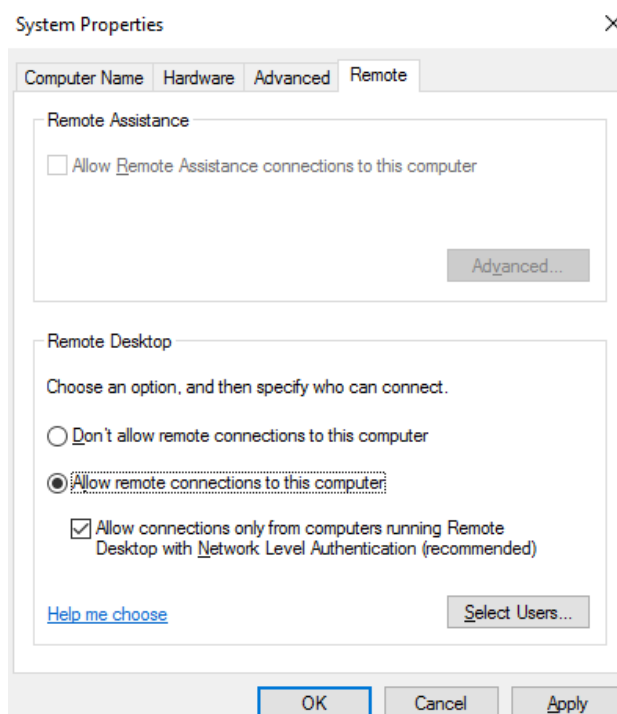 System Properties
Computer Name Hardware Advanced Remote
Remote Assistance
Allow Remote Assistance connections to this computer
Advanced...
Remote Desktop
Choose an option, and then specify who can connect.
Don't allow remote connections to this computer
Allow remote connections to this computer
Allow connections only from computers running Remote
Desktop with Network Level Authentication (recommended)
Help me choose Select Users...
OK Cancel Apply